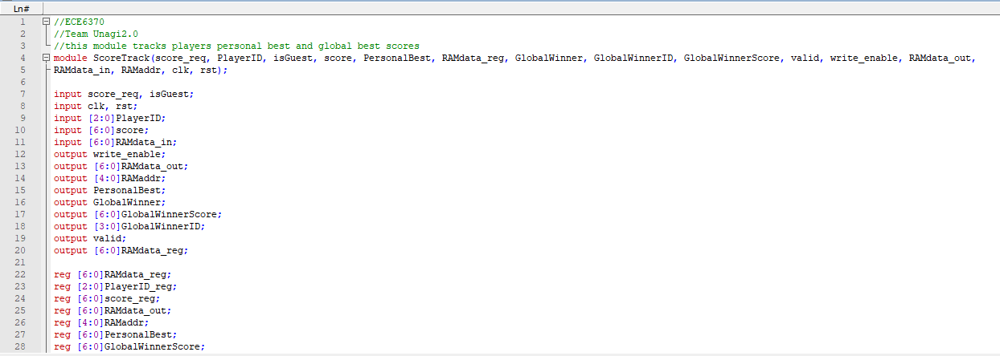 Ln#
1 //ECE6370
2 //Team Unagi2.0
3 //this module tracks players personal best and global best scores
4 module ScoreTrack(score_req, PlayerID, isGuest, score, PersonalBest, RAMdata_reg, GlobalWinner, GlobalWinnerID, GlobalWinnerScore, valid, write_enable, RAMdata_out,
5 RAMdata_in, RAMaddr, clk, rst);
6
7 input score_req, isGuest;
8 input clk, rst;
9 input [2:0]PlayerID;
10 input [6:0]score;
11 input [6:0]RAMdata_in;
12 output write_enable;
13 output [6:0]RAMdata_out;
14 output [4:0]RAMaddr;
15 output PersonalBest;
16 output GlobalWinner;
17 output [6:0]GlobalWinnerScore;
18 output [3:0]GlobalWinnerID;
19 output valid;
20 output [6:0]RAMdata_reg;
21
22 reg [6:0]RAMdata_reg;
23 reg [2:0]PlayerID_reg;
24 reg [6:0]score_reg;
25 reg [6:0]RAMdata_out;
26 reg [4:0]RAMaddr;
27 reg [6:0]PersonalBest;
28 reg [6:0]GlobalWinnerScore;